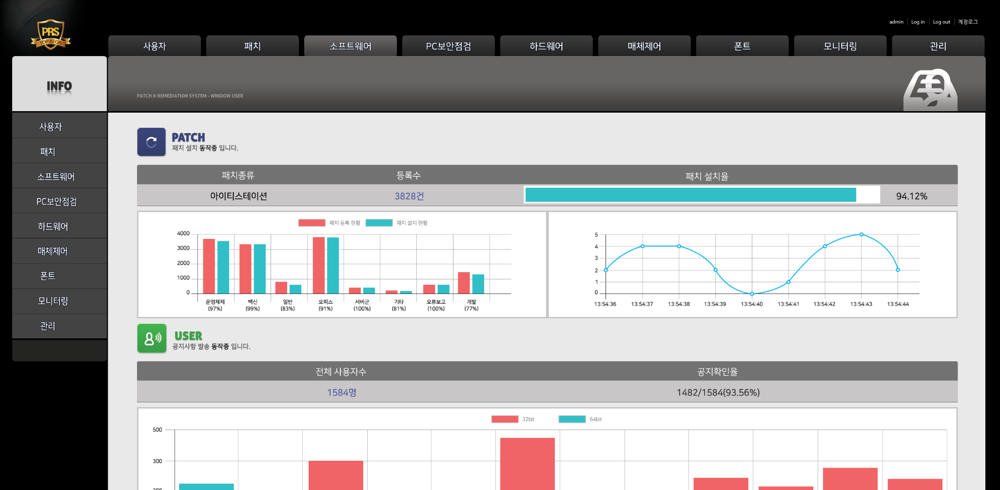 PRS
TOP AEGIS
admin Log in Log out 계정로그
사용자 패치 소프트웨어 PC보안점검 하드웨어 매체제어 폰트 모니터링 관리
INFO
PATCH & REMEDIATION SYSTEM - WINDOW USER
사용자
패치
소프트웨어
PC보안점검
하드웨어
매체제어
폰트
모니터링
관리
PATCH
패치 설치 동작중 입니다.
패치종류 등록수 패치 설치율
아이티스테이션 3828건 94.12%
패치 등록 현황 패치 설치 현황
4000
3000
2000
1000
0
운영체제 백신 일반 오피스 서버군 기타 오류보고 개발
(97%) (99%) (83%) (91%) (100%) (81%) (100%) (77%)
5
4
3
2
1
0
13:54:36 13:54:37 13:54:38 13:54:39 13:54:40 13:54:41 13:54:42 13:54:43 13:54:44
USER
공지사항 발송 동작중 입니다.
전체 사용자수 공지확인율
1584명 1482/1584(93.56%)
32bit 64bit
500
300